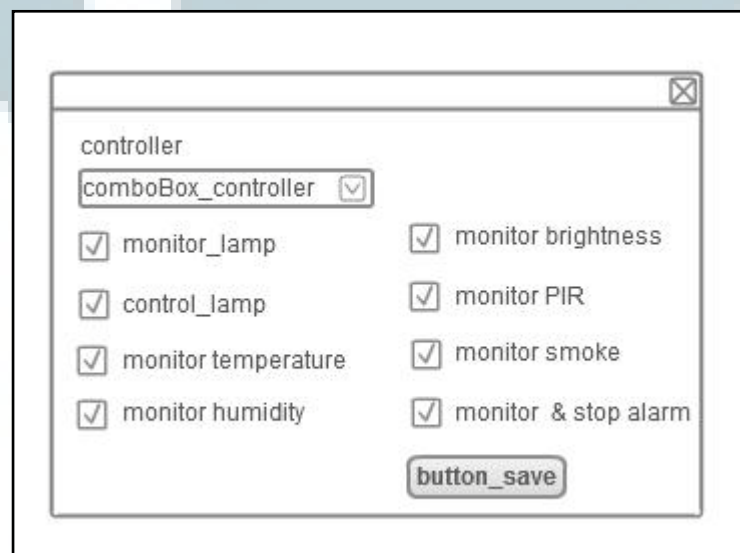 controller
comboBox_controller
monitor_lamp
control_lamp
monitor temperature
monitor humidity
monitor brightness
monitor PIR
monitor smoke
monitor & stop alarm
button_save